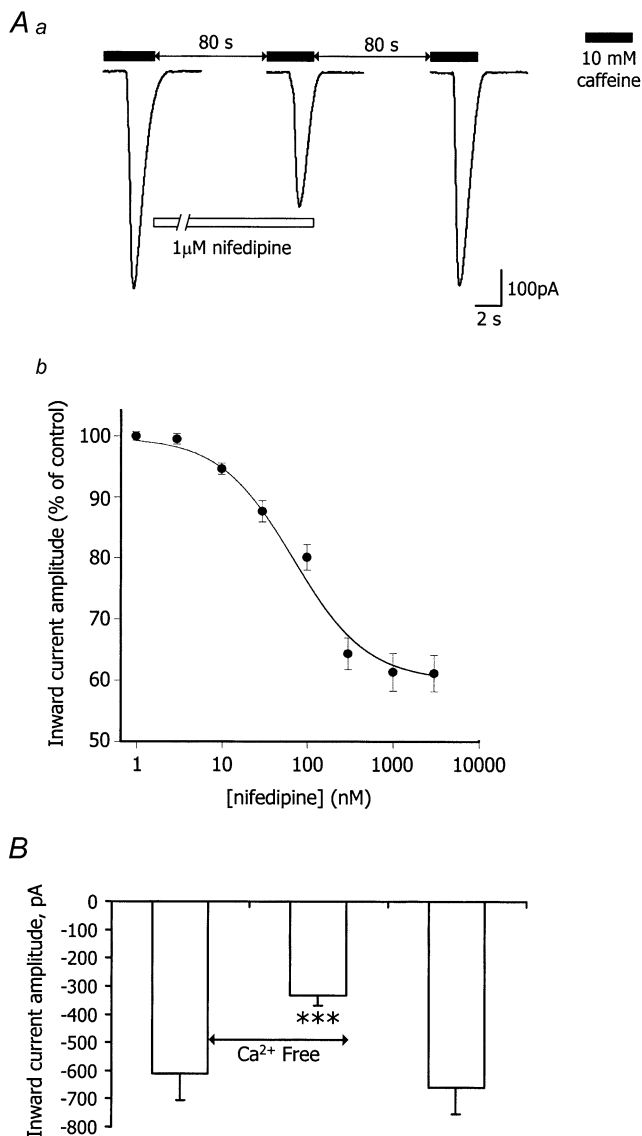 A a
80 s
80 s
10 mM
caffeine
1μM nifedipine
100pA
2 s
b
Inward current amplitude (% of control)
100
90
80
70
60
50
1
10
100
1000
10000
[nifedipine] (nM)
B
Inward current amplitude, pA
0
-100
-200
-300
-400
-500
-600
-700
-800
***
Ca²⁺ Free